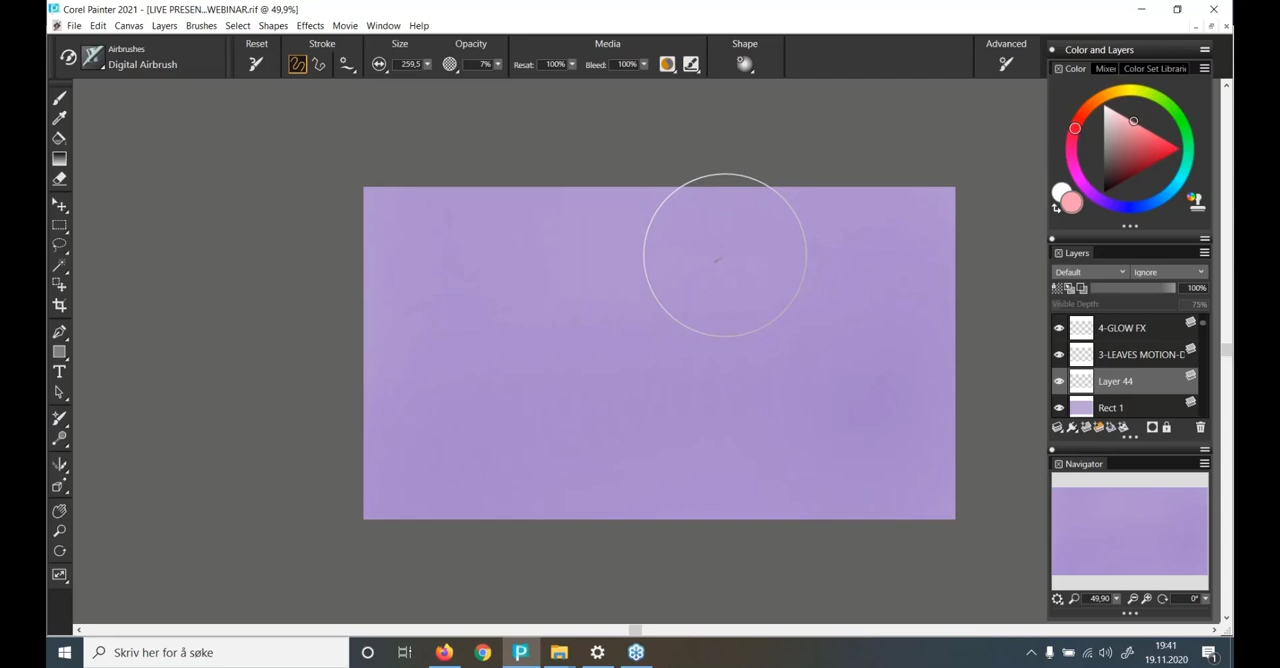 Corel Painter 2021 - [LIVE PRESEN...WEBINAR.rif @ 49,9%]
File Edit Canvas Layers Brushes Select Shapes Effects Movie Window Help
Airbrushes
Digital Airbrush
Reset
Stroke
Size
259,5
Opacity
7%
Media
Resat: 100%
Bleed: 100%
Shape
Advanced
Color and Layers
Color
Mixe
Color Set Librari
Layers
Default
Ignore
100%
Visible Depth: 75%
4-GLOW FX
3-LEAVES MOTION-D
Layer 44
Rect 1
Navigator
49,90
0°
T
Skriv her for å søke
19:41
19.11.2020